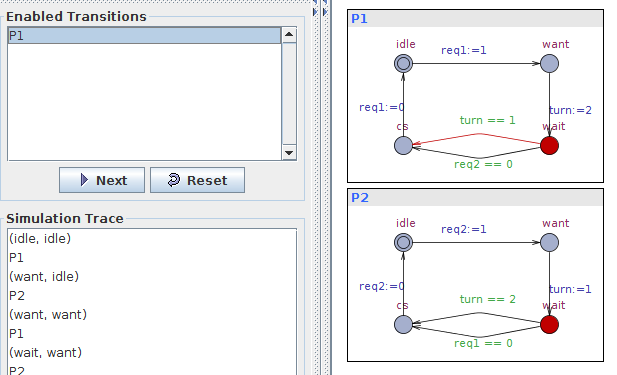 Enabled Transitions
P1
Next
Reset
Simulation Trace
(idle, idle)
P1
(want, idle)
P2
(want, want)
P1
(wait, want)
P2
P1
idle
want
req1:=1
req1:=0
turn:=2
turn == 1
cs
wait
req2 == 0
P2
idle
want
req2:=1
req2:=0
turn:=1
turn == 2
cs
wait
req1 == 0